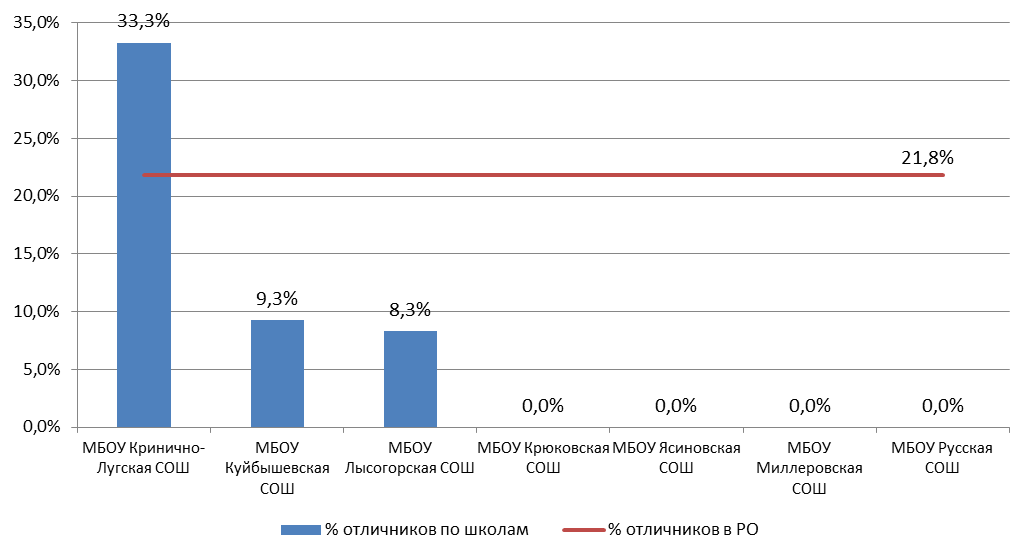 35,0%
33,3%
30,0%
25,0%
21,8%
20,0%
15,0%
10,0%
9,3%
8,3%
5,0%
0,0%
0,0%
0,0%
0,0%
0,0%
МБОУ Кринично-
Лугская СОШ
МБОУ
Куйбышевская
СОШ
МБОУ
Лысогорская СОШ
МБОУ Крюковская
СОШ
МБОУ Ясиновская
СОШ
МБОУ
Миллеровская
СОШ
МБОУ Русская
СОШ
% отличников по школам
% отличников в РО